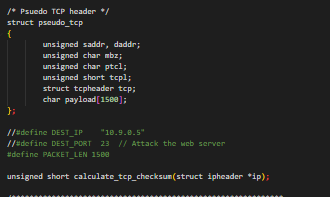 /* Psuedo TCP header */
struct pseudo_tcp
{
unsigned saddr, daddr;
unsigned char mbz;
unsigned char ptcl;
unsigned short tcpl;
struct tcpheader tcp;
char payload[1500];
};
//#define DEST_IP "10.9.0.5"
//#define DEST_PORT 23 // Attack the web server
#define PACKET_LEN 1500
unsigned short calculate_tcp_checksum(struct ipheader *ip);